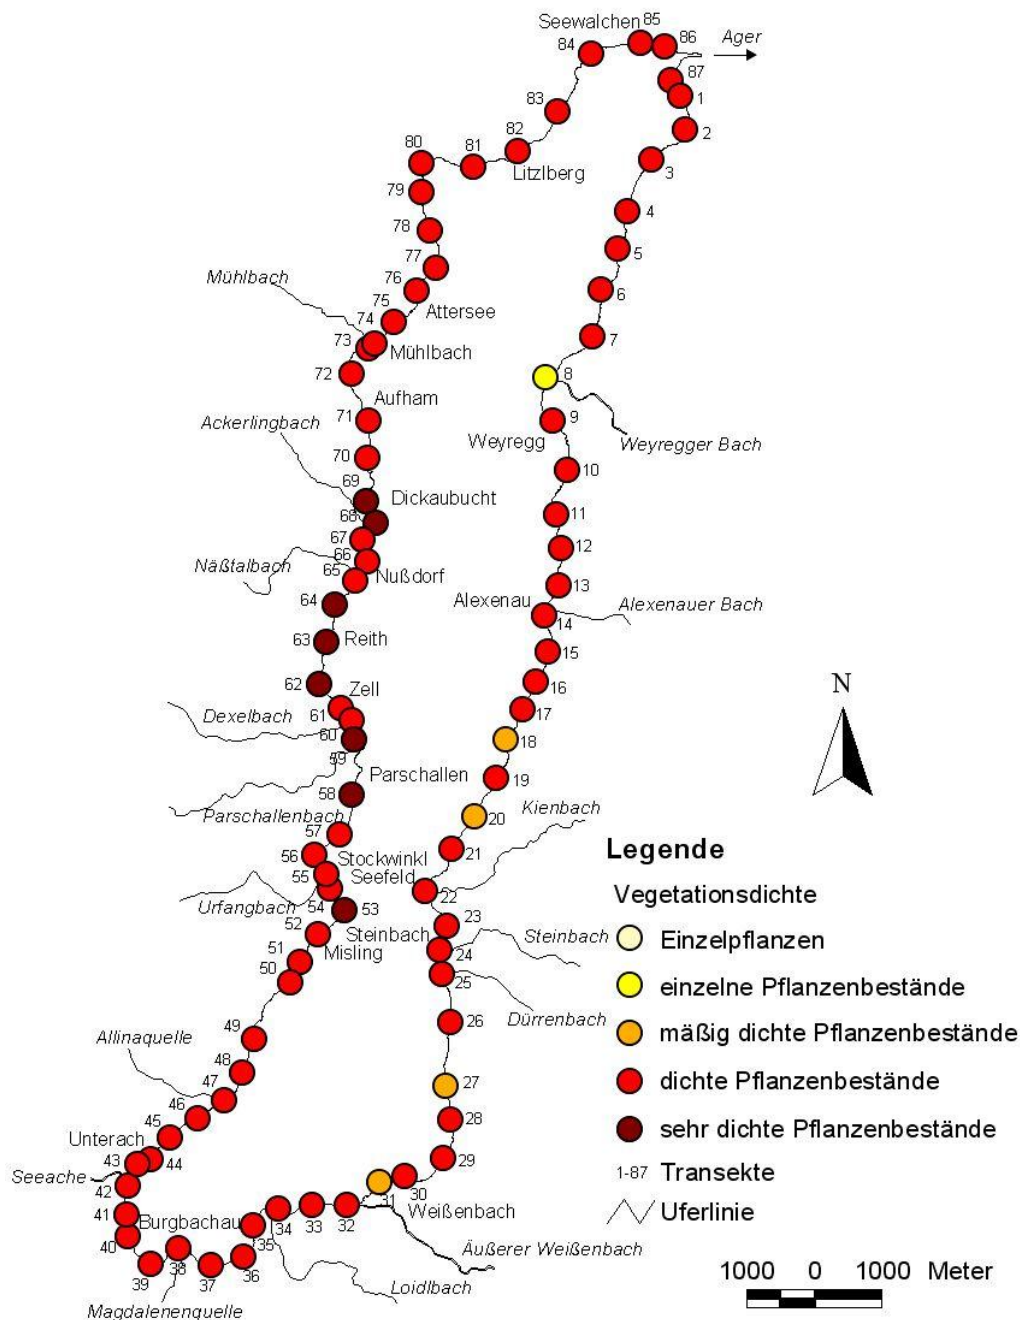 Seewalchen
85
86
Ager
84
87
1
83
2
82
80
81
3
Litzlberg
79
4
78
5
77
Mühlbach
76
6
75
Attersee
74
73
7
Mühlbach
72
8
Aufham
Ackerlingbach
71
9
Weyregg
Weyregger Bach
70
10
69
Dickaubucht
11
68
67
12
66
Näßtalbach
65
Nußdorf
13
64
Alexenau
Alexenauer Bach
14
63
Reith
15
62
16
Zell
N
61
17
Dexelbach
60
18
59
Parschallen
19
58
Kienbach
Parschallenbach
20
57
56
Stockwinkl
21
Legende
55
Seefeld
22
Vegetationsdichte
Urfangbach
54
53
23
52
Steinbach
Steinbach
Einzelpflanzen
Misling
24
51
50
25
einzelne Pflanzenbestände
Dürrenbach
26
49
mäßig dichte Pflanzenbestände
Allinaquelle
48
27
47
dichte Pflanzenbestände
46
28
45
sehr dichte Pflanzenbestände
Unterach
44
43
29
Seeache
30
1-87 Transekte
42
31
41
Burgbachau
34
33
32
Weißenbach
Uferlinie
40
35
Äußerer Weißenbach
39
38
37
36
Loidlbach
1000 0 1000 Meter
Magdalenenquelle